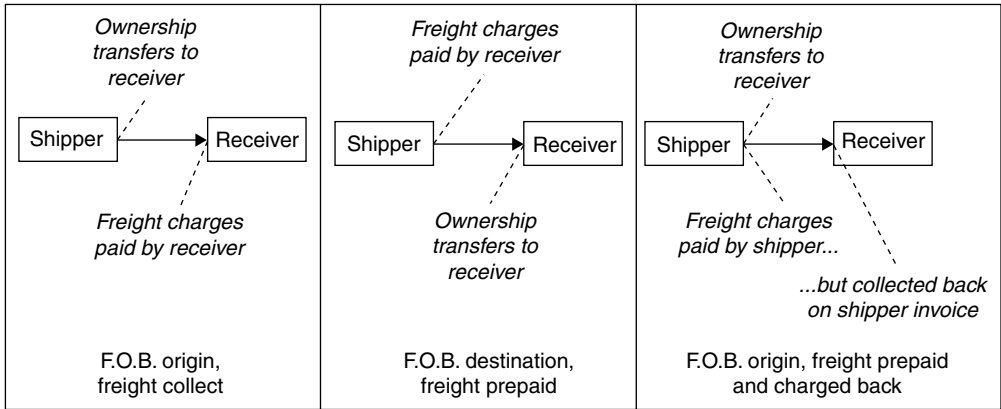 Ownership
transfers to
receiver
Shipper
Receiver
Freight charges
paid by receiver
F.O.B. origin,
freight collect
Freight charges
paid by receiver
Shipper
Receiver
Ownership
transfers to
receiver
F.O.B. destination,
freight prepaid
Ownership
transfers to
receiver
Shipper
Receiver
Freight charges
paid by shipper...
...but collected back
on shipper invoice
F.O.B. origin, freight prepaid
and charged back